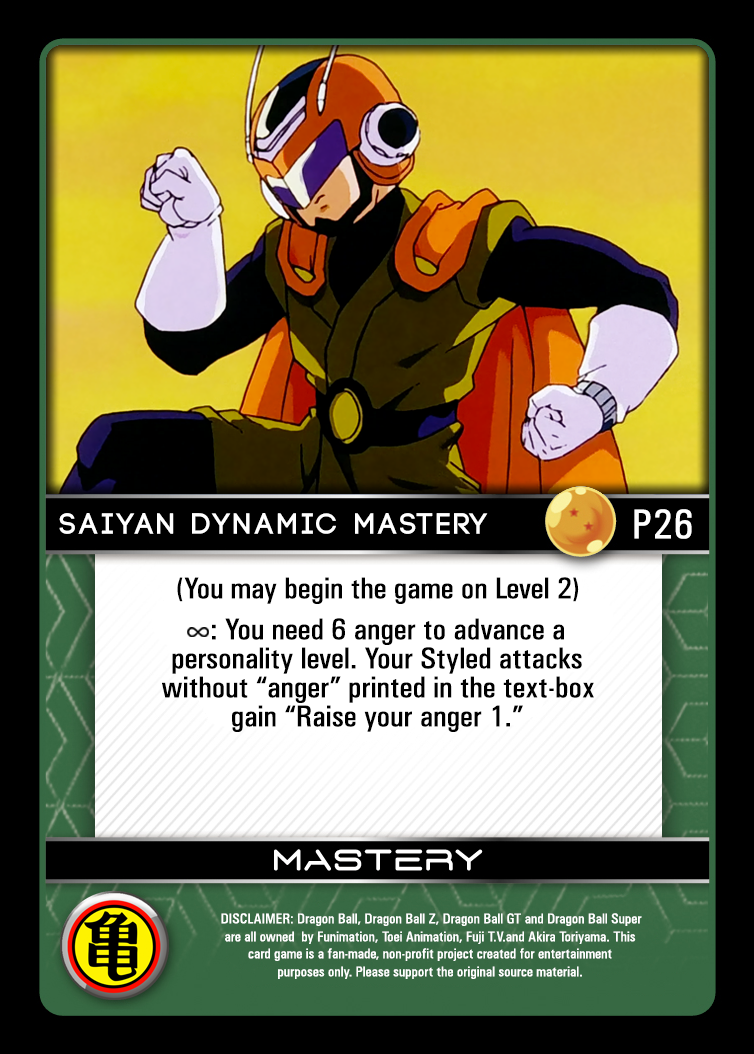 SAIYAN DYNAMIC MASTERY P26
(You may begin the game on Level 2)
∞: You need 6 anger to advance a
personality level. Your Styled attacks
without “anger” printed in the text-box
gain “Raise your anger 1.”
MASTERY
亀
DISCLAIMER: Dragon Ball, Dragon Ball Z, Dragon Ball GT and Dragon Ball Super
are all owned by Funimation, Toei Animation, Fuji T.V.and Akira Toriyama. This
card game is a fan-made, non-profit project created for entertainment
purposes only. Please support the original source material.